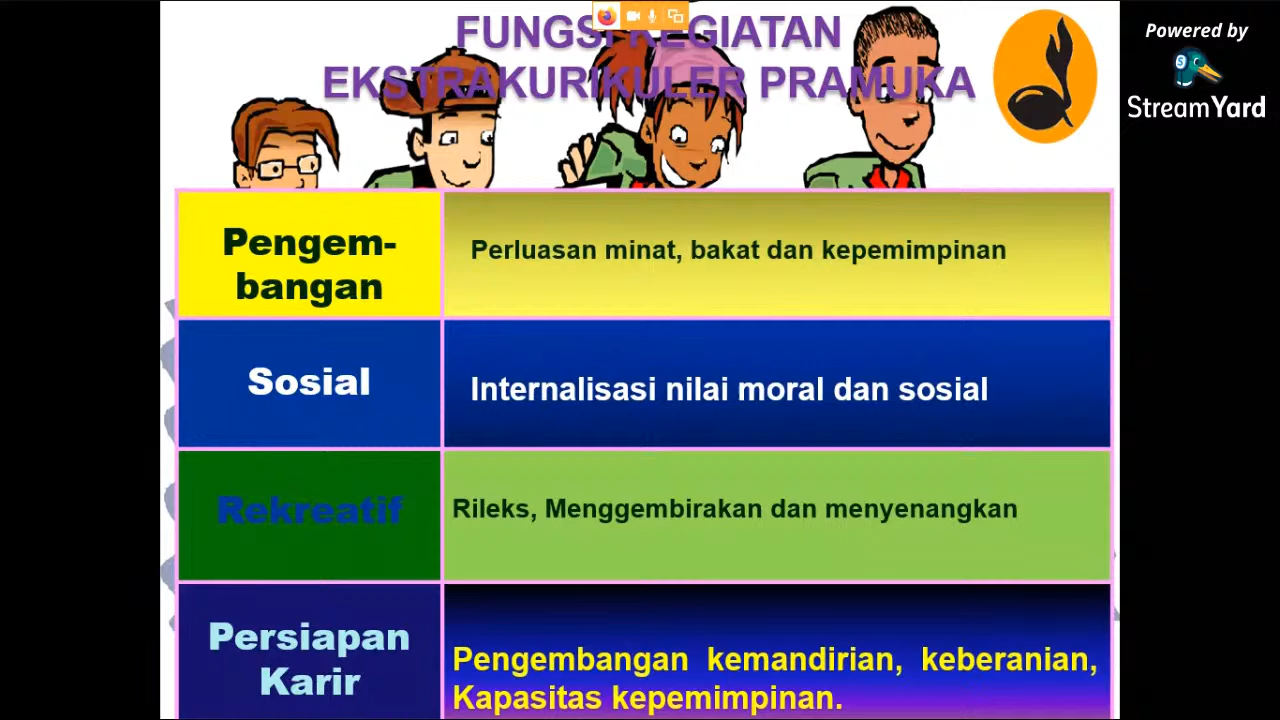 FUNGSI KEGIATAN
EKSTRAKURIKULER PRAMUKA
Powered by
StreamYard
Pengem-
bangan
Perluasan minat, bakat dan kepemimpinan
Sosial
Internalisasi nilai moral dan sosial
Rekreatif
Rileks, Menggembirakan dan menyenangkan
Persiapan
Karir
Pengembangan kemandirian, keberanian,
Kapasitas kepemimpinan.